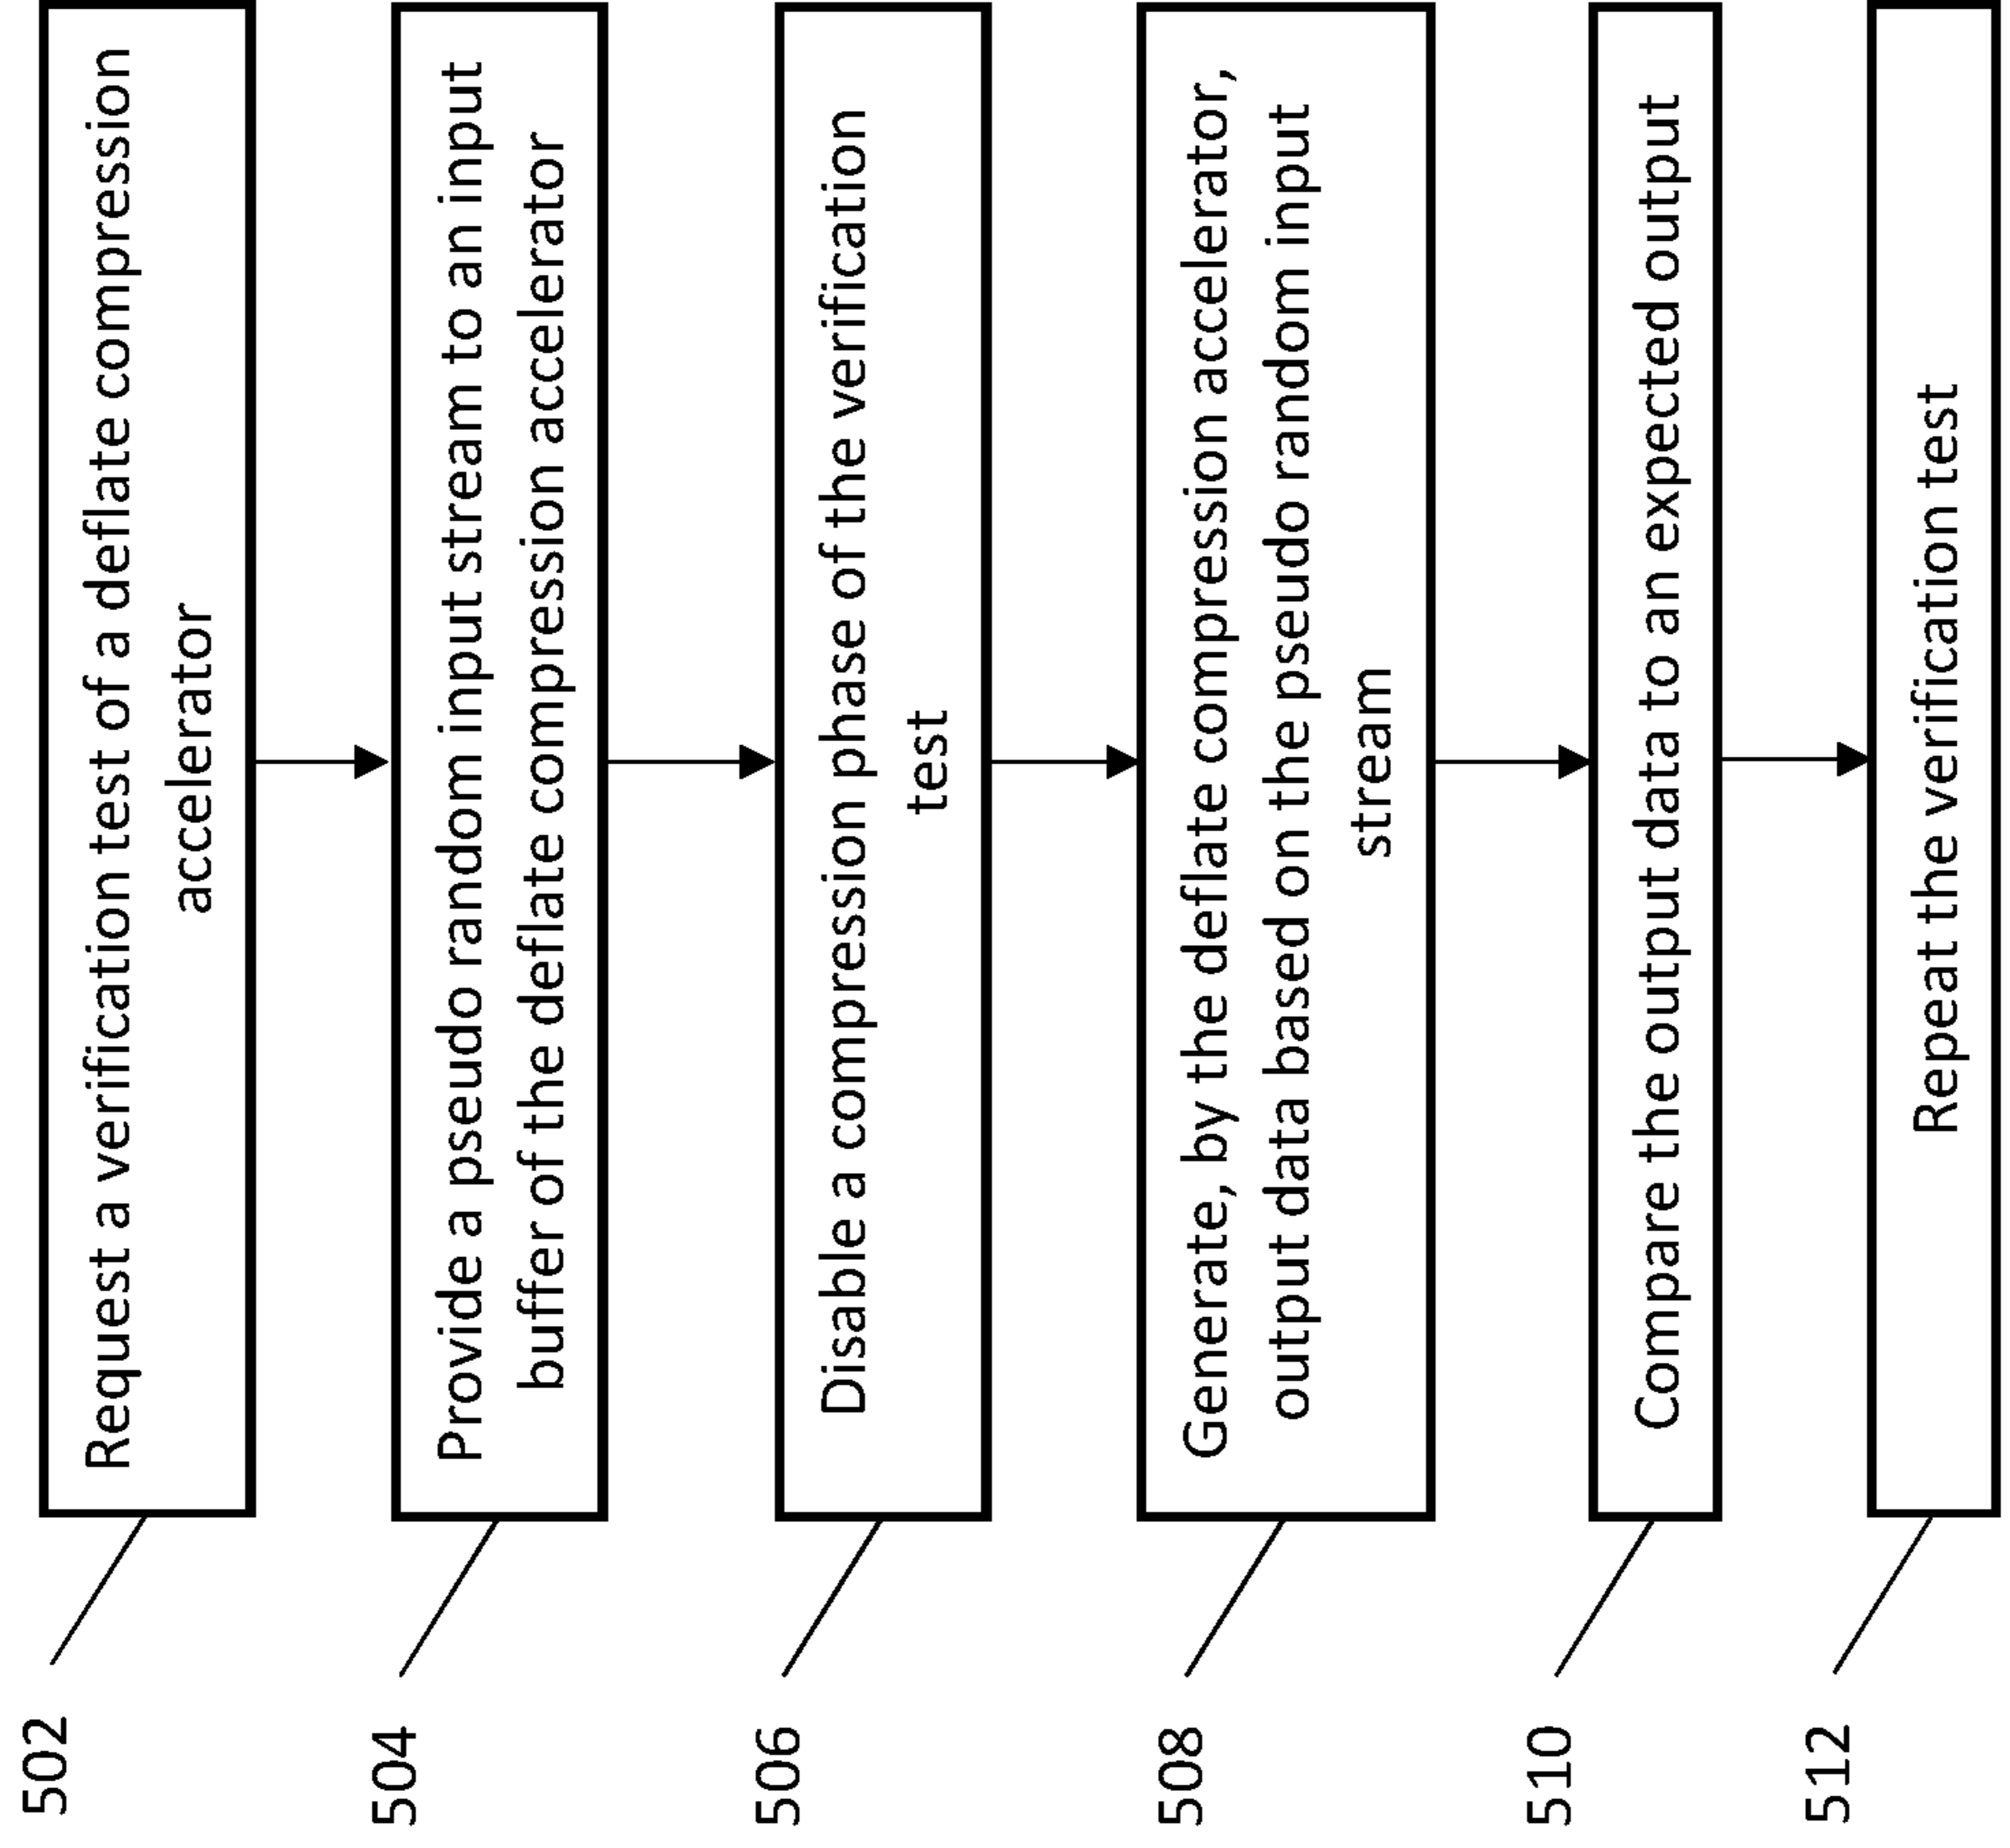 502
Request a verification test of a deflate compression
accelerator
504
Provide a pseudo random input stream to an input
buffer of the deflate compression accelerator
506
Disable a compression phase of the verification
test
508
Generate, by the deflate compression accelerator,
output data based on the pseudo random input
stream
510
Compare the output data to an expected output
512
Repeat the verification test